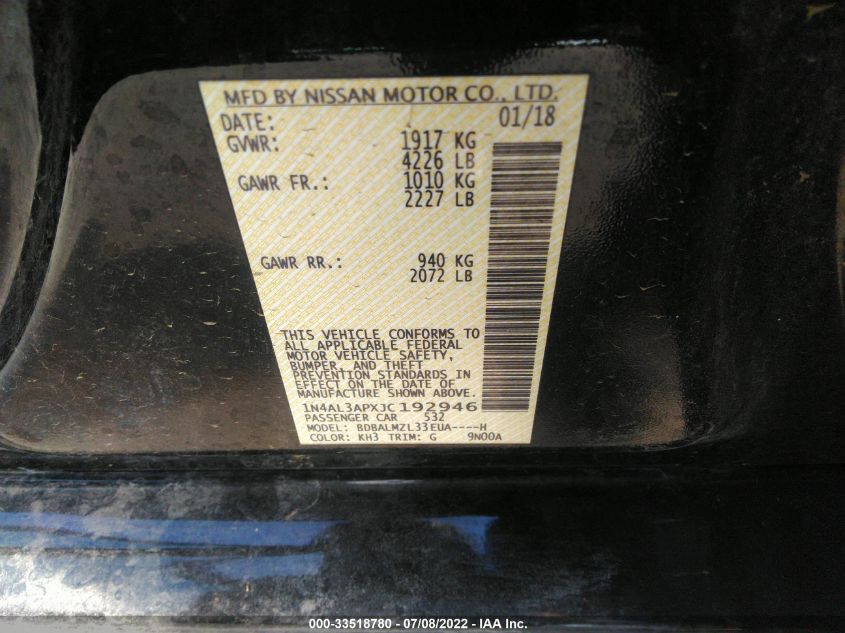 MFD BY NISSAN MOTOR CO., LTD.
DATE: 01/18
GVWR: 1917 KG
4226 LB
GAWR FR.: 1010 KG
2227 LB
GAWR RR.: 940 KG
2072 LB
THIS VEHICLE CONFORMS TO
ALL APPLICABLE FEDERAL
MOTOR VEHICLE SAFETY,
BUMPER, AND THEFT
PREVENTION STANDARDS IN
EFFECT ON THE DATE OF
MANUFACTURE SHOWN ABOVE.
1N4AL3APXJC192946
PASSENGER CAR 532
MODEL: BDBALMZL33EUA----H
COLOR: KH3 TRIM: G 9N00A
000-33518780 - 07/08/2022 - IAA Inc.